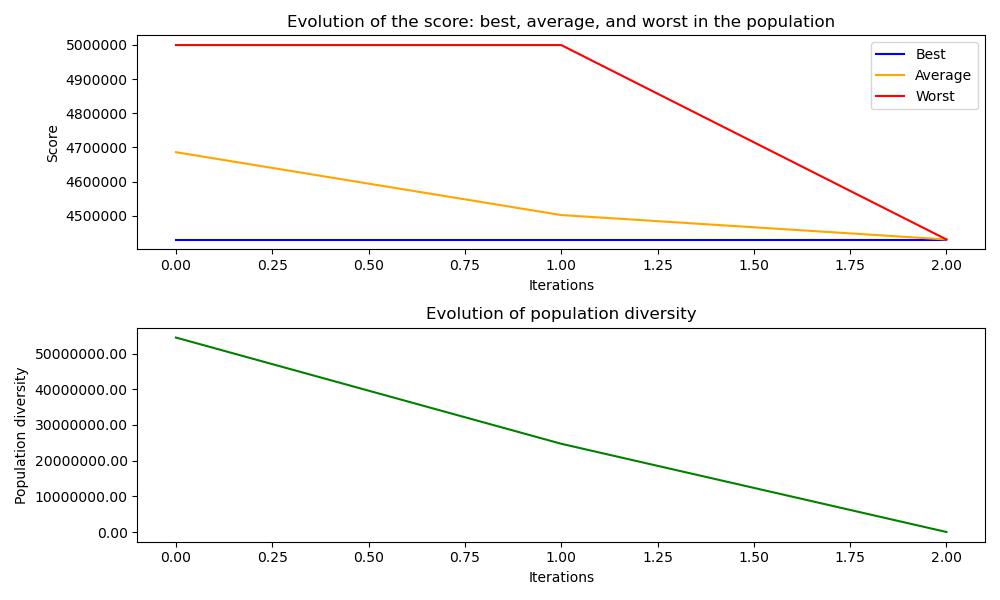 Evolution of the score: best, average, and worst in the population
5000000
4900000
4800000
4700000
4600000
4500000
Score
Best
Average
Worst
0.00 0.25 0.50 0.75 1.00 1.25 1.50 1.75 2.00
Iterations
Evolution of population diversity
50000000.00
40000000.00
30000000.00
20000000.00
10000000.00
0.00
Population diversity
0.00 0.25 0.50 0.75 1.00 1.25 1.50 1.75 2.00
Iterations